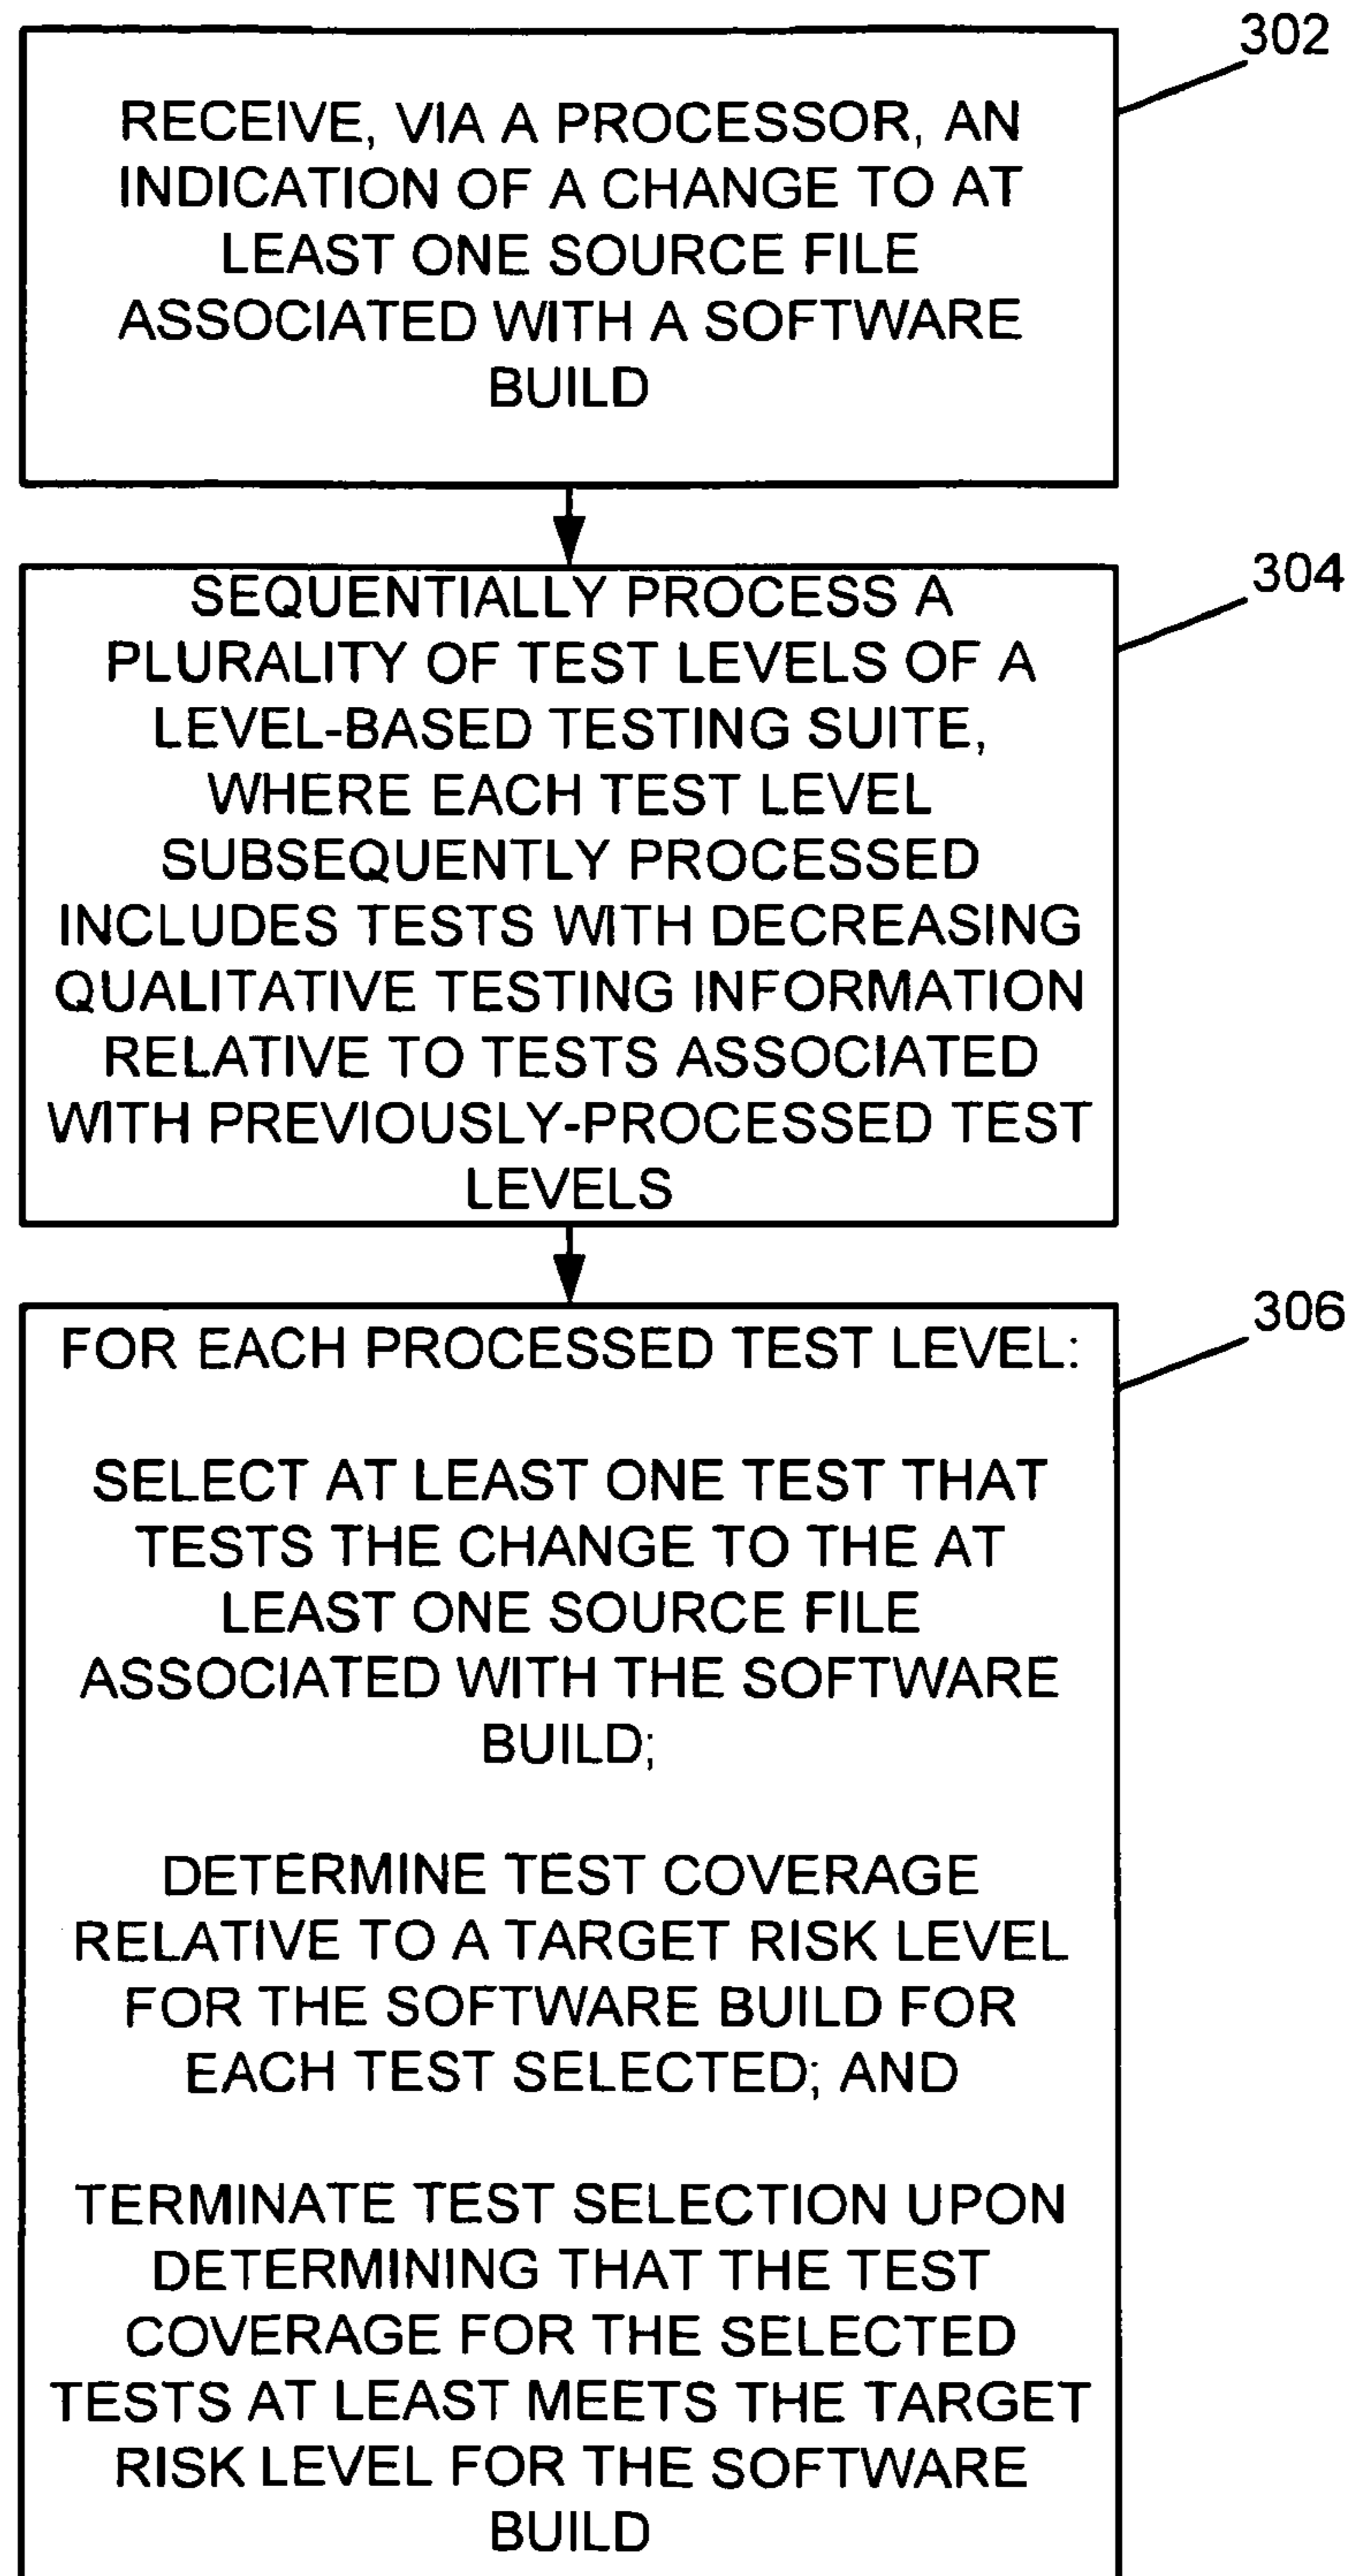 302
RECEIVE, VIA A PROCESSOR, AN
INDICATION OF A CHANGE TO AT
LEAST ONE SOURCE FILE
ASSOCIATED WITH A SOFTWARE
BUILD
304
SEQUENTIALLY PROCESS A
PLURALITY OF TEST LEVELS OF A
LEVEL-BASED TESTING SUITE,
WHERE EACH TEST LEVEL
SUBSEQUENTLY PROCESSED
INCLUDES TESTS WITH DECREASING
QUALITATIVE TESTING INFORMATION
RELATIVE TO TESTS ASSOCIATED
WITH PREVIOUSLY-PROCESSED TEST
LEVELS
306
FOR EACH PROCESSED TEST LEVEL:
SELECT AT LEAST ONE TEST THAT
TESTS THE CHANGE TO THE AT
LEAST ONE SOURCE FILE
ASSOCIATED WITH THE SOFTWARE
BUILD;
DETERMINE TEST COVERAGE
RELATIVE TO A TARGET RISK LEVEL
FOR THE SOFTWARE BUILD FOR
EACH TEST SELECTED; AND
TERMINATE TEST SELECTION UPON
DETERMINING THAT THE TEST
COVERAGE FOR THE SELECTED
TESTS AT LEAST MEETS THE TARGET
RISK LEVEL FOR THE SOFTWARE
BUILD